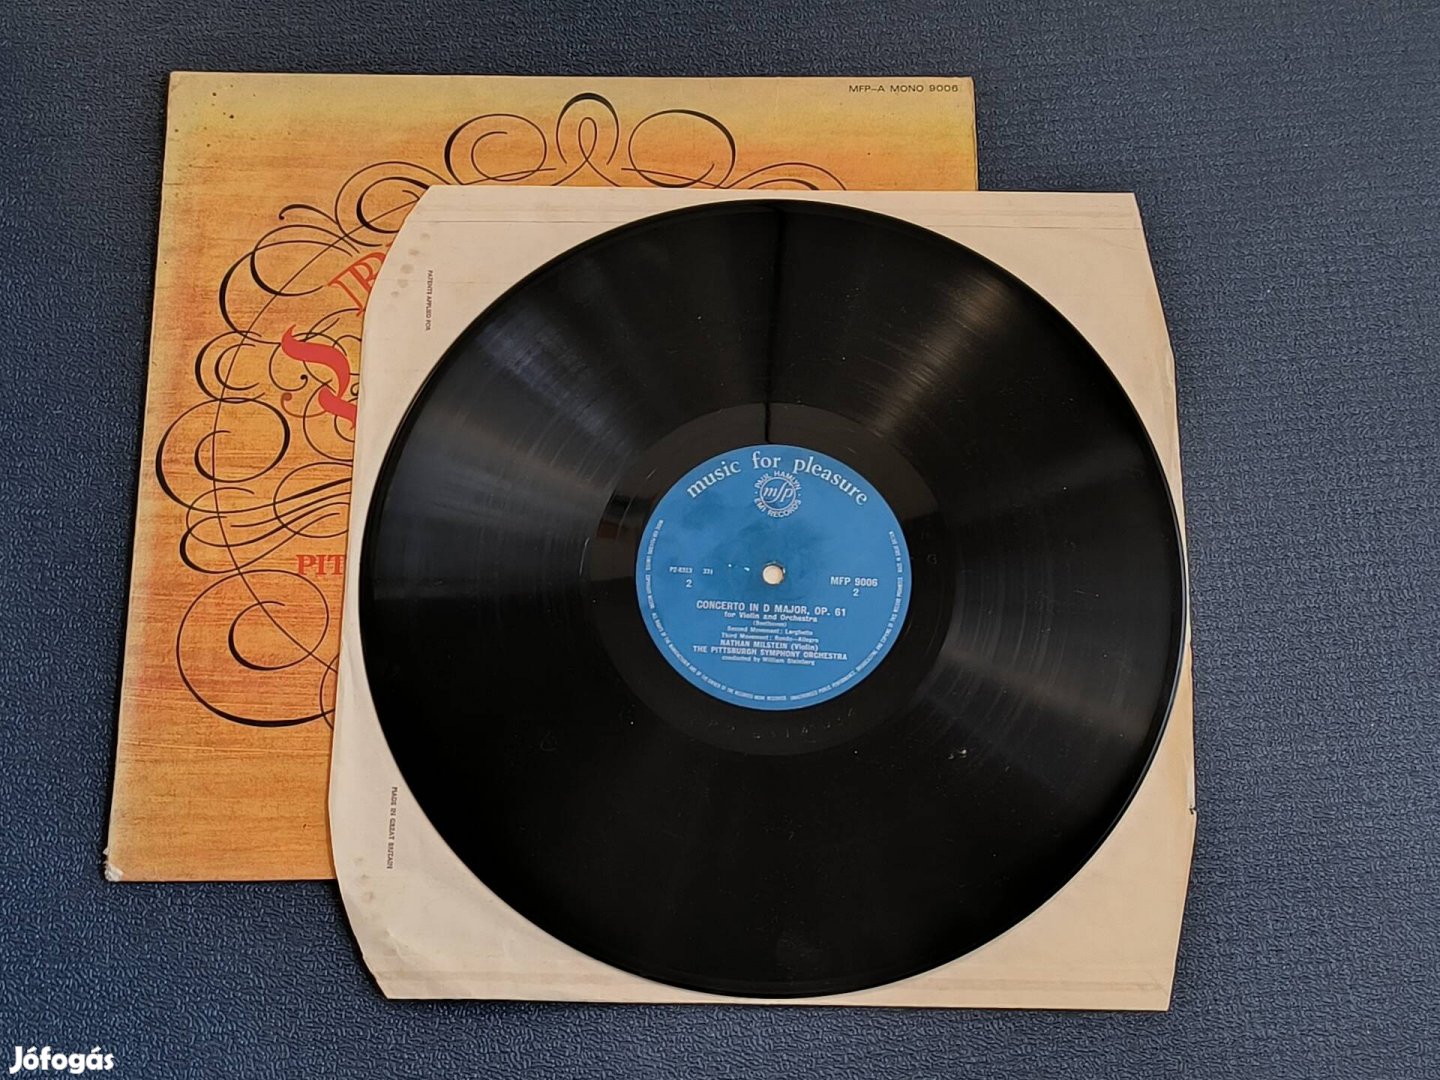 MFP-A MONO 9006
PIT
PATENTS APPLIED FOR
MADE IN GREAT BRITAIN
music for pleasure
PAUL HAMLYN
mfp
EMI RECORDS
33⅓
2
MFP 9006
2
CONCERTO IN D MAJOR, OP. 61
for Violin and Orchestra
(Beethoven)
Second Movement: Larghetto
Third Movement: Rondo—Allegro
NATHAN MILSTEIN (Violin)
THE PITTSBURGH SYMPHONY ORCHESTRA
conducted by William Steinberg
Jófogás